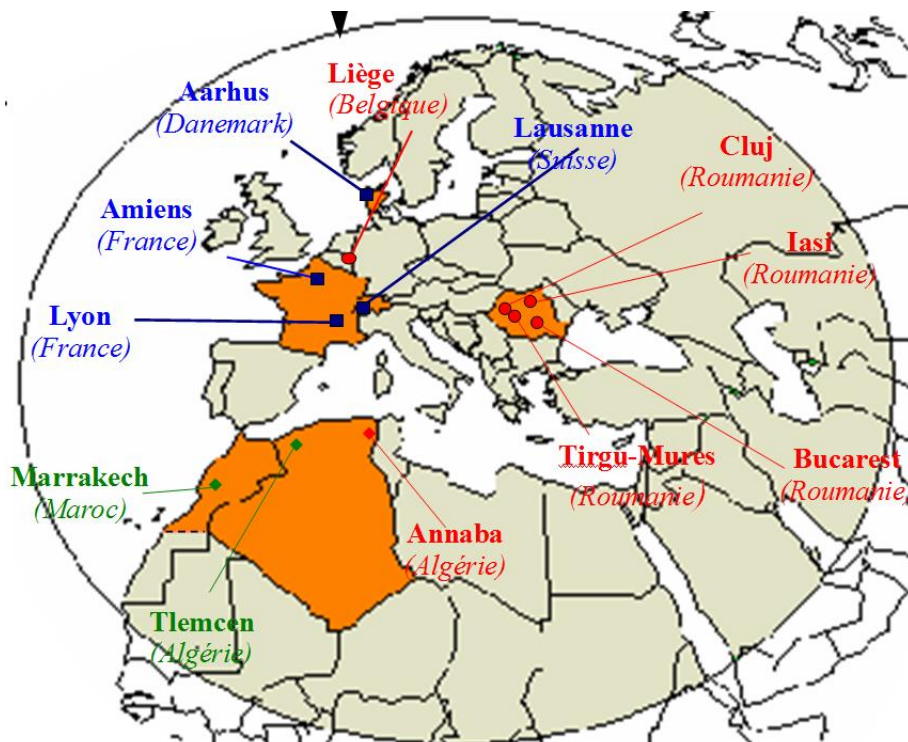 Liège
(Belgique)
Aarhus
(Danemark)
Lausanne
(Suisse)
Cluj
(Roumanie)
Amiens
(France)
Iasi
(Roumanie)
Lyon
(France)
Tirgu-Mures
(Roumanie)
Bucarest
(Roumanie)
Marrakech
(Maroc)
Annaba
(Algérie)
Tlemcen
(Algérie)